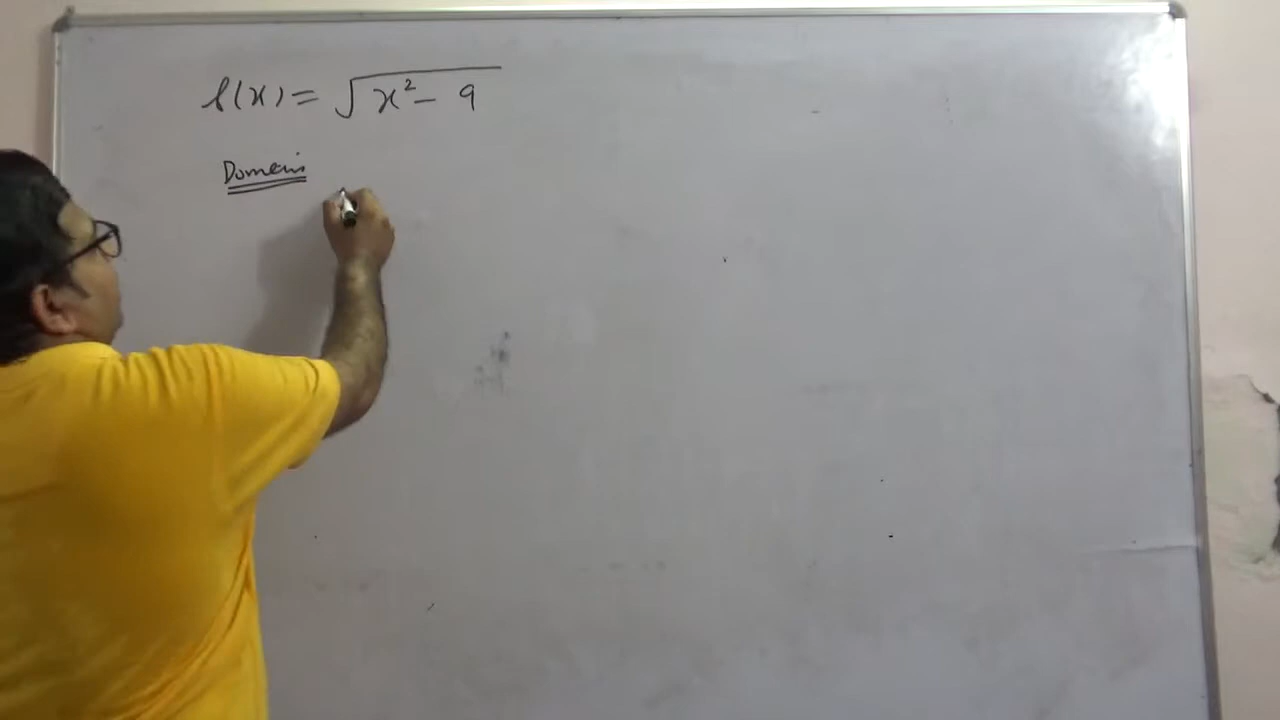 f(x) = √x² - 9
Domain